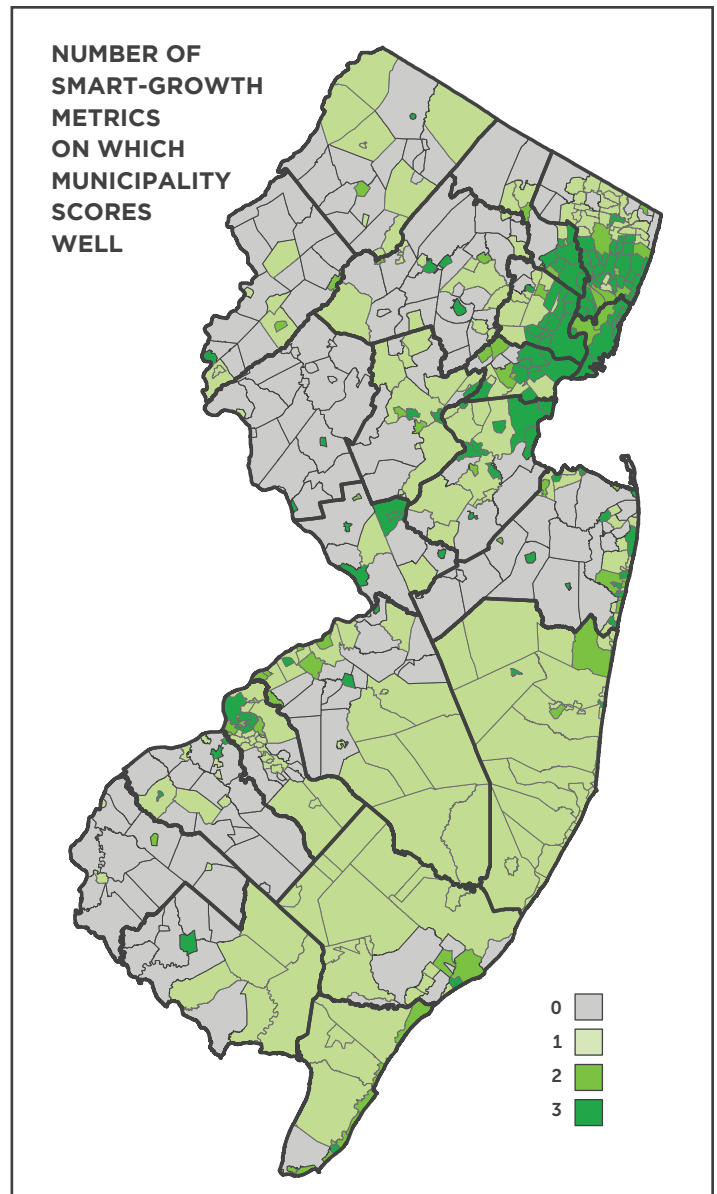 NUMBER OF
SMART-GROWTH
METRICS
ON WHICH
MUNICIPALITY
SCORES
WELL
0
1
2
3